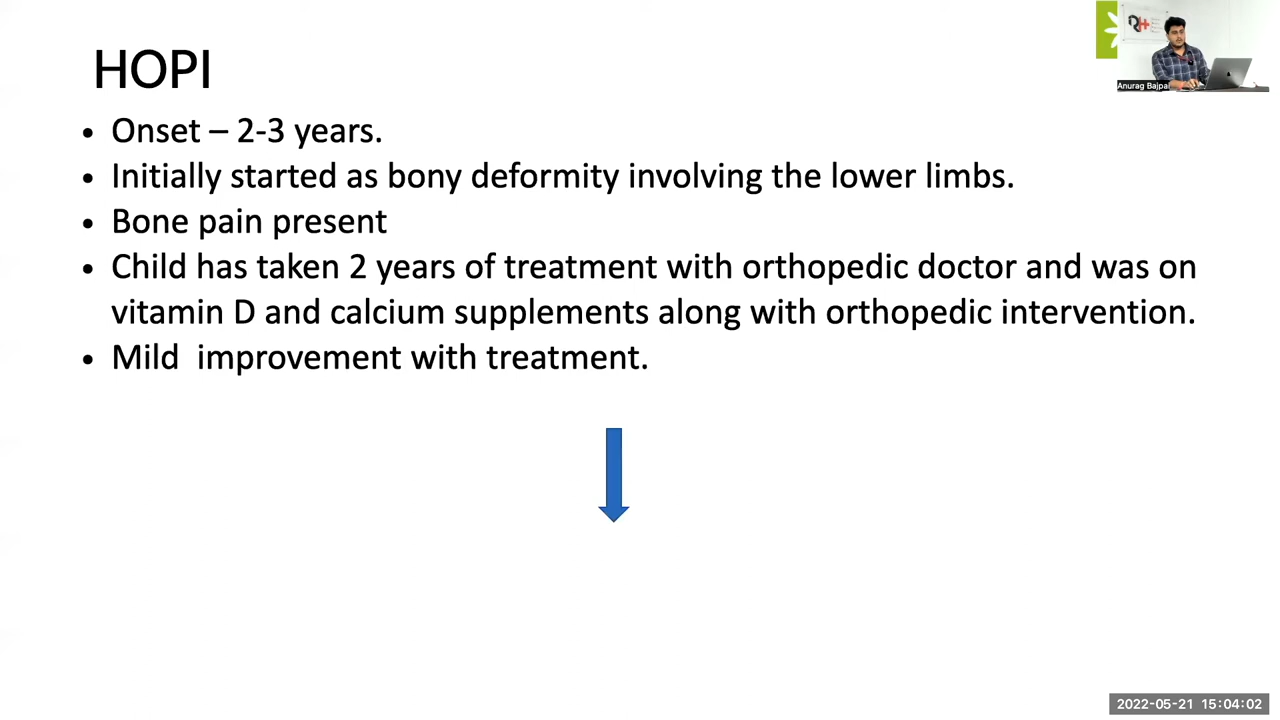 HOPI
• Onset – 2-3 years.
• Initially started as bony deformity involving the lower limbs.
• Bone pain present
• Child has taken 2 years of treatment with orthopedic doctor and was on
vitamin D and calcium supplements along with orthopedic intervention.
• Mild  improvement with treatment.
Anurag Bajpai
2022-05-21 15:04:02